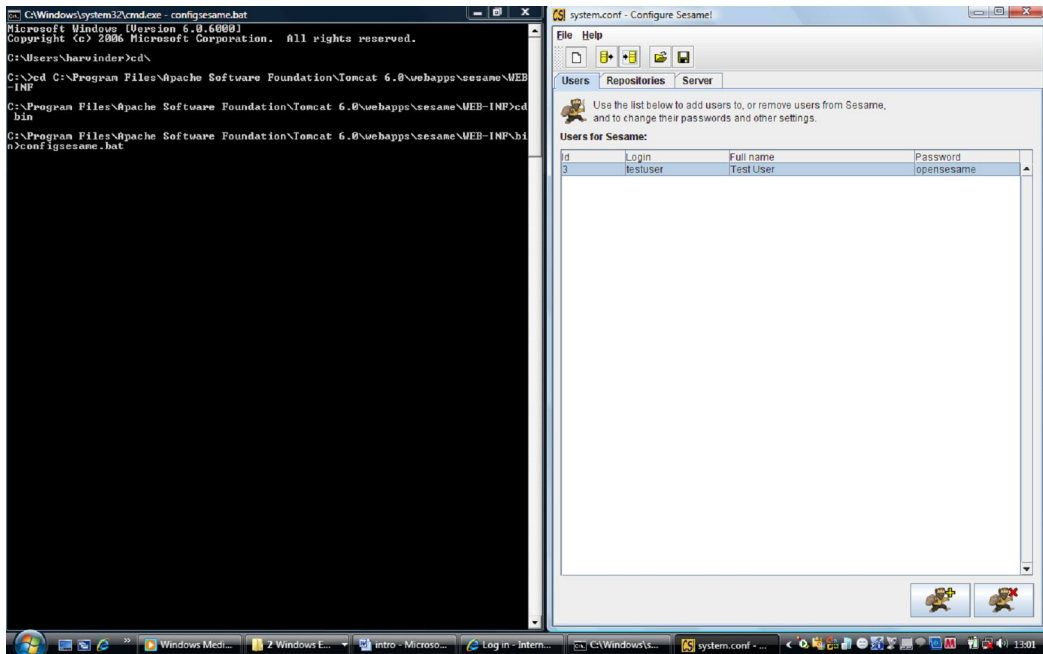 C:\Windows\system32\cmd.exe - configsesame.bat
Microsoft Windows [Version 6.0.6000]
Copyright (c) 2006 Microsoft Corporation.  All rights reserved.
C:\Users\harvinder>cd\
C:\>cd C:\Program Files\Apache Software Foundation\Tomcat 6.0\webapps\sesame\WEB
-INF
C:\Program Files\Apache Software Foundation\Tomcat 6.0\webapps\sesame\WEB-INF>cd
bin
C:\Program Files\Apache Software Foundation\Tomcat 6.0\webapps\sesame\WEB-INF\bi
n>configsesame.bat
system.conf - Configure Sesame!
File Help
Users Repositories Server
Use the list below to add users to, or remove users from Sesame,
and to change their passwords and other settings.
Users for Sesame:
Id Login Full name Password
3 testuser Test User opensesame
Windows Medi... 2 Windows E... intro - Microso... Log in - Intern... C:\Windows\s... system.conf - ... 13:01